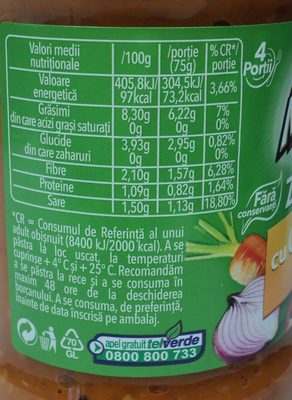 Valori medii nutriționale /100g /porție (75g) % CR*/ porție
Valoare energetică 405,8kJ/ 97kcal 304,5kJ/ 73,2kcal 3,66%
Grăsimi 8,30g 6,22g 7%
din care acizi grași saturați 0g 0g 0%
Glucide 3,93g 2,95g 0,82%
din care zaharuri 0g 0g 0%
Fibre 2,10g 1,57g 6,28%
Proteine 1,09g 0,82g 1,64%
Sare 1,50g 1,13g 18,80%
*CR = Consumul de Referință al unui
adult obișnuit (8400 kJ/2000 kcal). A se
păstra la loc uscat, la temperaturi
cuprinse + 4° C și + 25° C. Recomandăm
a se păstra la rece și a se consuma în
maxim 48 ore de la deschiderea
borcanului. A se consuma, de preferință,
înainte de data înscrisă pe ambalaj.
70
GL
apel gratuit telverde
0800 800 733
4
Porții
Fără
conservanți
cu